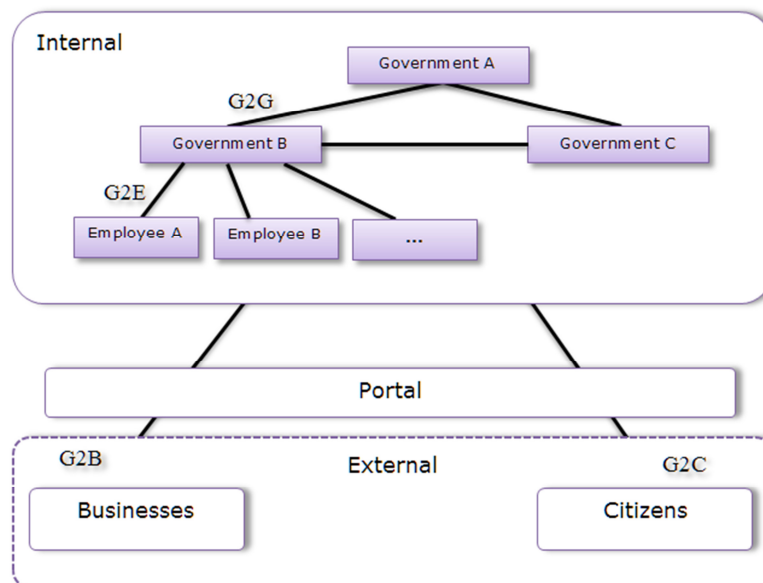 Internal
Government A
G2G
Government B
Government C
G2E
Employee A
Employee B
...
Portal
G2B
External
G2C
Businesses
Citizens